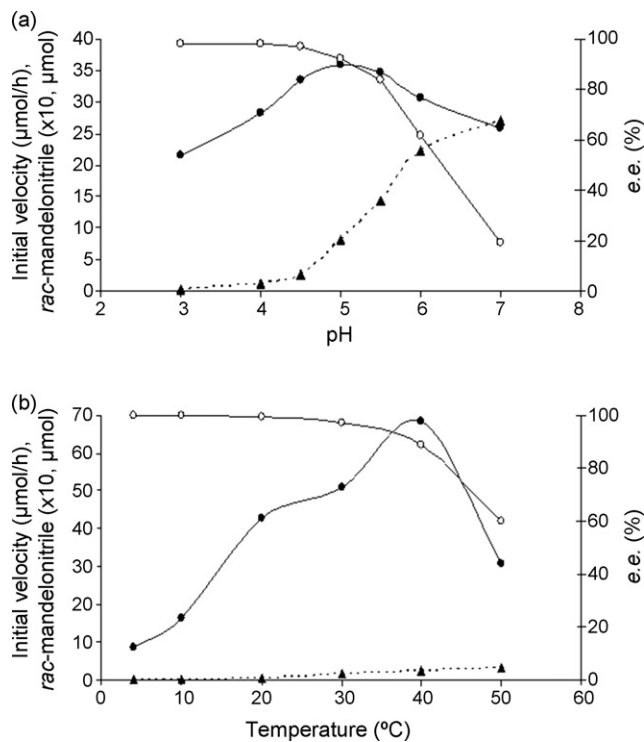 (a)
40
35
30
25
20
15
10
5
0
100
80
60
40
20
0
2 3 4 5 6 7 8
pH
Initial velocity (μmol/h),
rac-mandelonitrile (x10, μmol)
e.e. (%)
(b)
70
60
50
40
30
20
10
0
100
80
60
40
20
0
0 10 20 30 40 50 60
Temperature (ºC)
Initial velocity (μmol/h),
rac-mandelonitrile (x10, μmol)
e.e. (%)